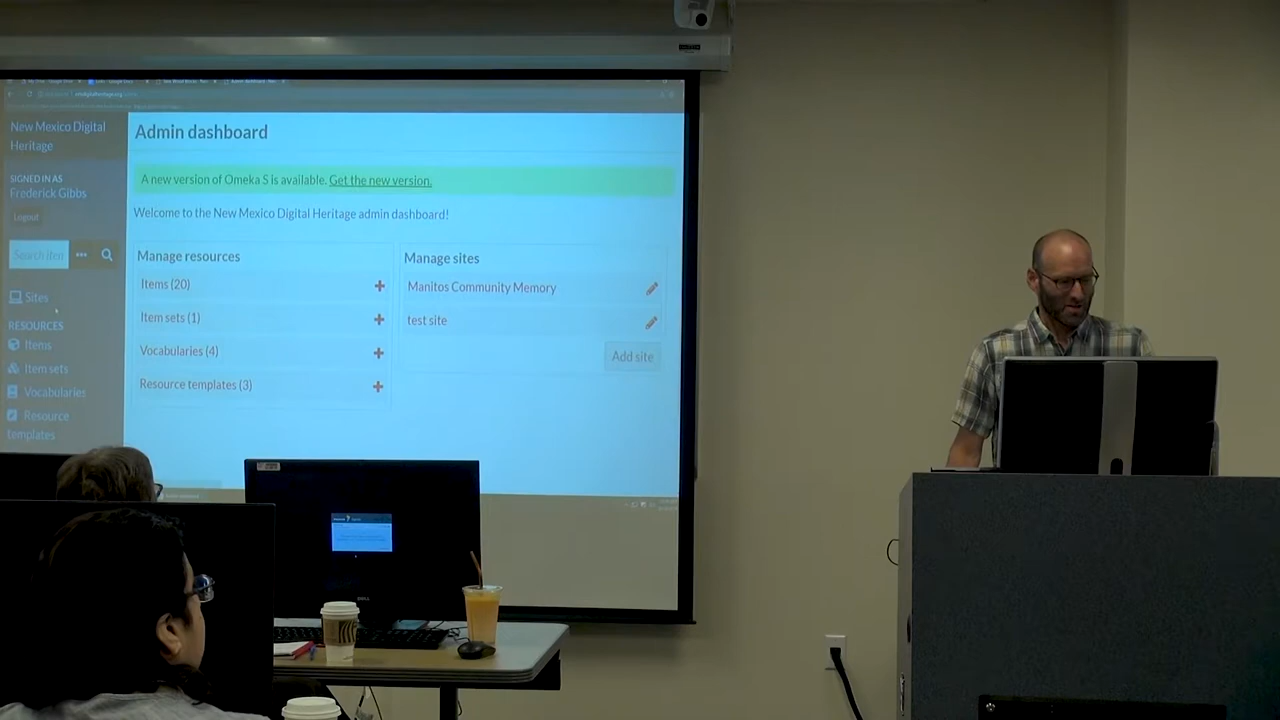 New Mexico Digital
Heritage
SIGNED IN AS
Frederick Gibbs
Logout
Sites
RESOURCES
Items
Item sets
Vocabularies
Resource
templates
Admin dashboard
A new version of Omeka S is available. Get the new version.
Welcome to the New Mexico Digital Heritage admin dashboard!
Manage resources
Items (20)
Item sets (1)
Vocabularies (4)
Resource templates (3)
Manage sites
Manitos Community Memory
test site
Add site
DELL